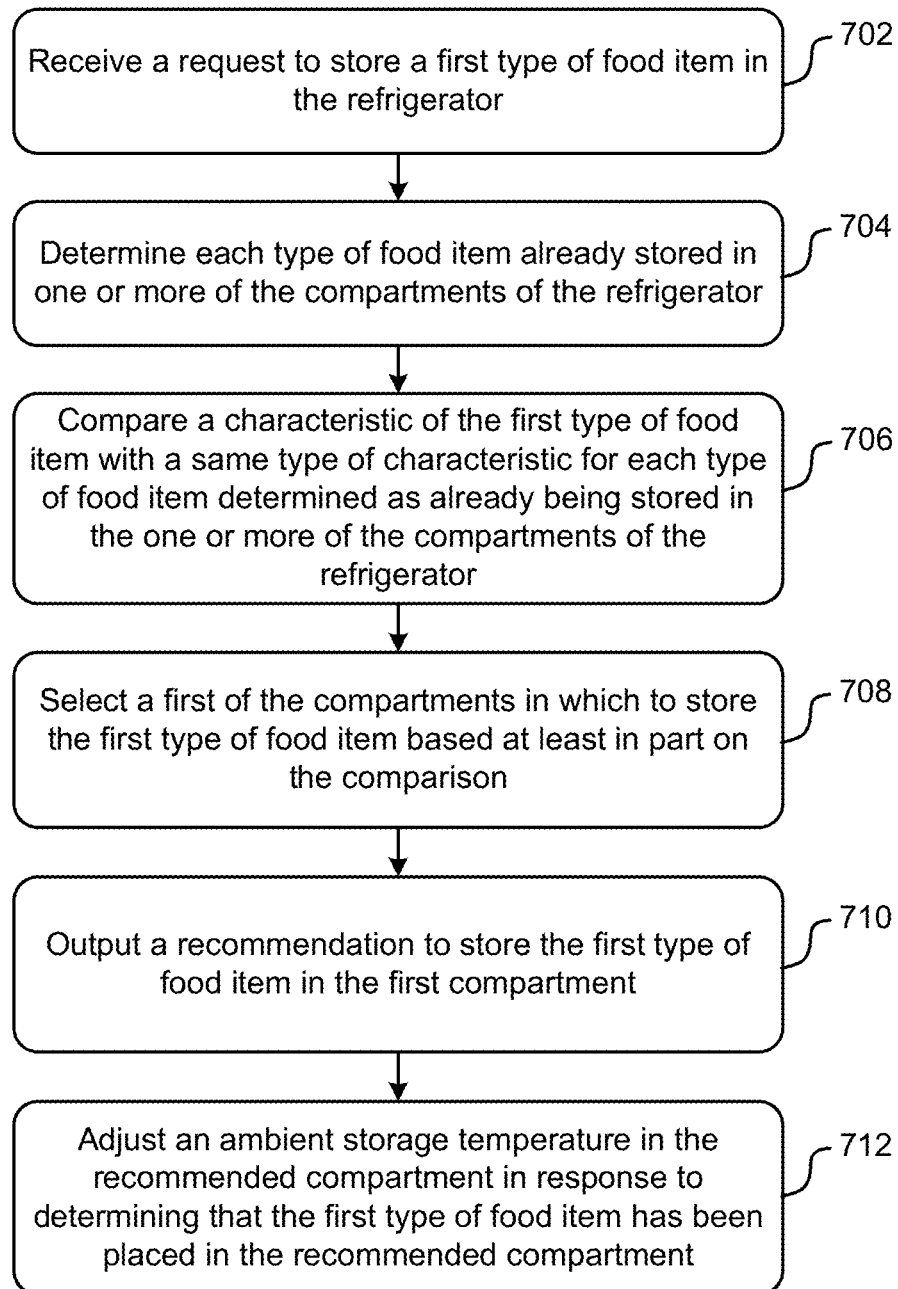 Receive a request to store a first type of food item in
the refrigerator
702
Determine each type of food item already stored in
one or more of the compartments of the refrigerator
704
Compare a characteristic of the first type of food
item with a same type of characteristic for each type
of food item determined as already being stored in
the one or more of the compartments of the
refrigerator
706
Select a first of the compartments in which to store
the first type of food item based at least in part on
the comparison
708
Output a recommendation to store the first type of
food item in the first compartment
710
Adjust an ambient storage temperature in the
recommended compartment in response to
determining that the first type of food item has been
placed in the recommended compartment
712